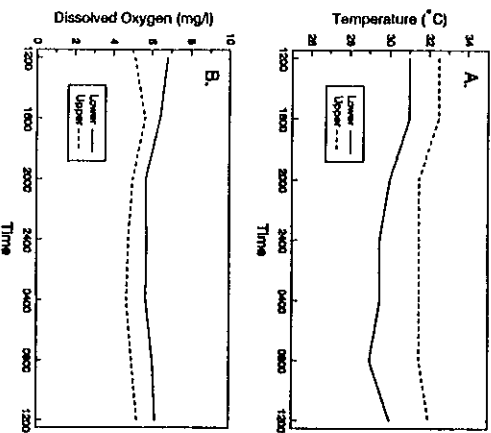 A.
Temperature (°C)
34
32
30
28
26
1200
1600
2000
2400
0400
0800
1200
Time
Lower
Upper
B.
Dissolved Oxygen (mg/l)
10
8
6
4
2
0
1200
1600
2000
2400
0400
0800
1200
Time
Lower
Upper